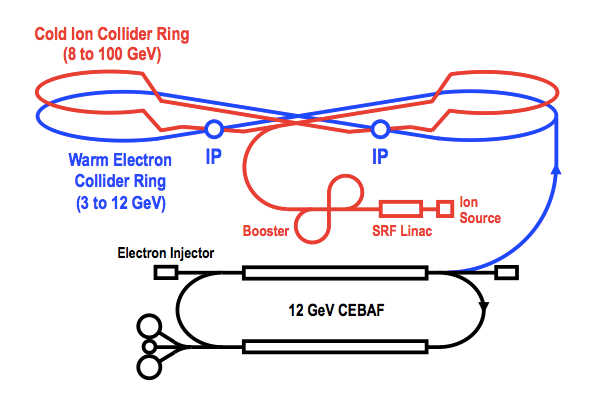 Cold Ion Collider Ring
(8 to 100 GeV)
IP
IP
Warm Electron
Collider Ring
(3 to 12 GeV)
Ion
Source
Booster
SRF Linac
Electron Injector
12 GeV CEBAF